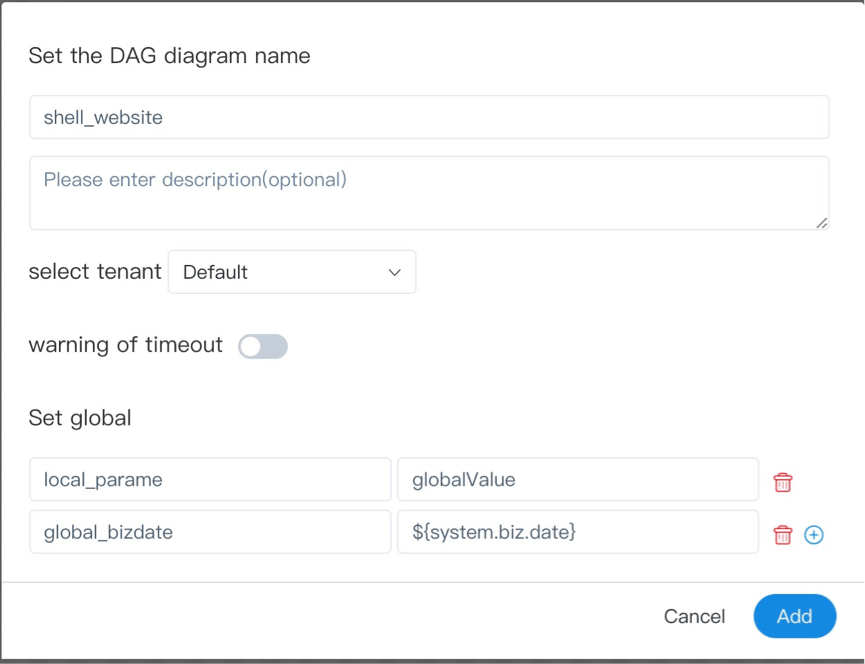 Set the DAG diagram name
shell_website
Please enter description(optional)
select tenant Default
warning of timeout
Set global
local_parame globalValue
global_bizdate ${system.biz.date}
Cancel Add